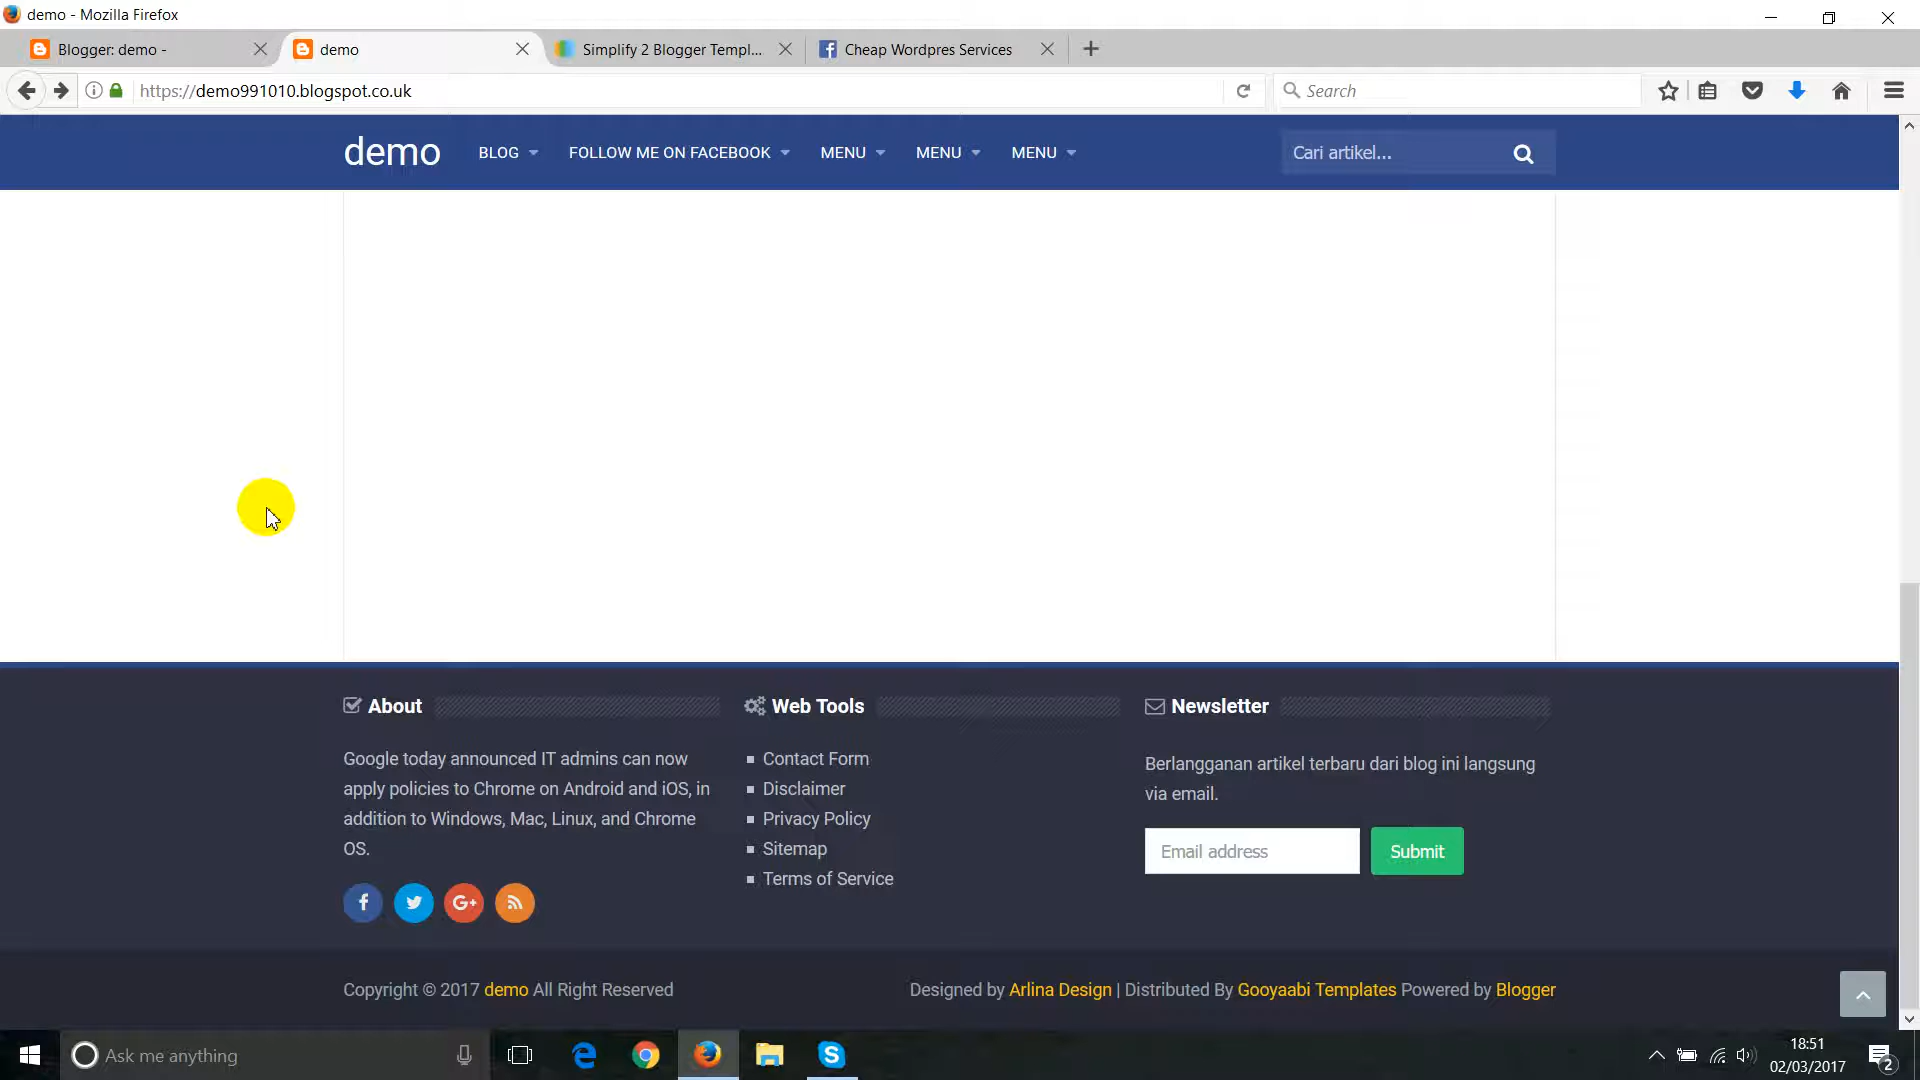 demo - Mozilla Firefox
Blogger: demo -
demo
Simplify 2 Blogger Templ...
Cheap Wordpres Services
https://demo991010.blogspot.co.uk
Search
demo
BLOG
FOLLOW ME ON FACEBOOK
MENU
MENU
MENU
Cari artikel...
About
Google today announced IT admins can now
apply policies to Chrome on Android and iOS, in
addition to Windows, Mac, Linux, and Chrome
OS.
Web Tools
Contact Form
Disclaimer
Privacy Policy
Sitemap
Terms of Service
Newsletter
Berlangganan artikel terbaru dari blog ini langsung
via email.
Email address
Submit
Copyright © 2017 demo All Right Reserved
Designed by Arlina Design | Distributed By Gooyaabi Templates Powered by Blogger
Ask me anything
18:51
02/03/2017
2